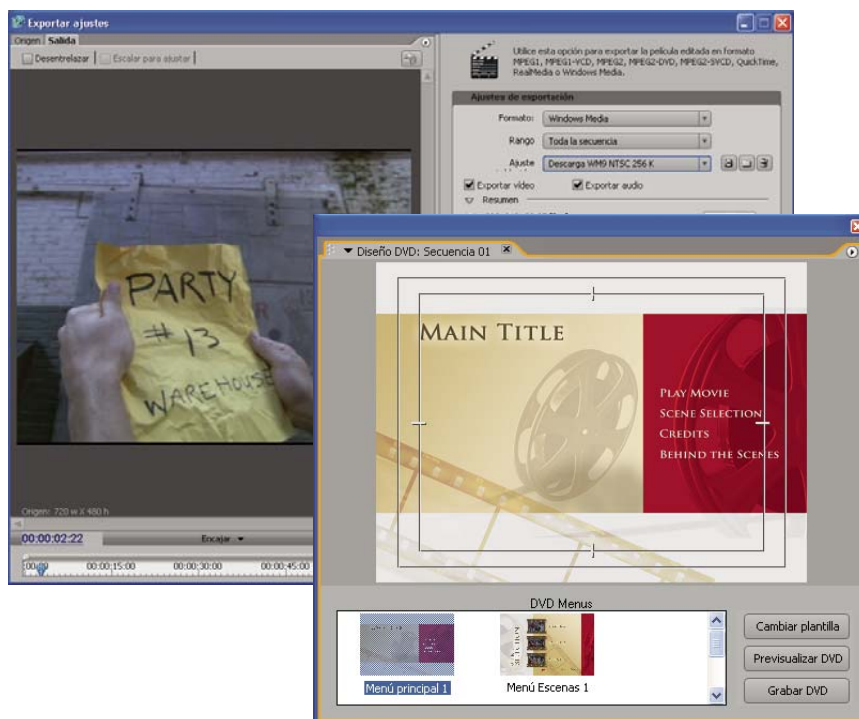 Exportar ajustes
Origen Salida
Desentrelazar Escalar para ajustar
Utilice esta opción para exportar la película editada en formato
MPEG1, MPEG1-VCD, MPEG2, MPEG2-DVD, MPEG2-SVCD, QuickTime,
RealMedia o Windows Media.
Ajustes de exportación
Formato: Windows Media
Rango Toda la secuencia
Ajuste Descarga WM9 NTSC 256 K
Exportar vídeo Exportar audio
Resumen
PARTY
# 13
WAREHOUSE
Origen: 720 w X 480 h
00:00:02:22 Encajar
00:00 00:00;15:00 00:00;30:00 00:00;45:00
Diseño DVD: Secuencia 01
MAIN TITLE
PLAY MOVIE
SCENE SELECTION
CREDITS
BEHIND THE SCENES
DVD Menus
Menú principal 1
Menú Escenas 1
Cambiar plantilla
Previsualizar DVD
Grabar DVD